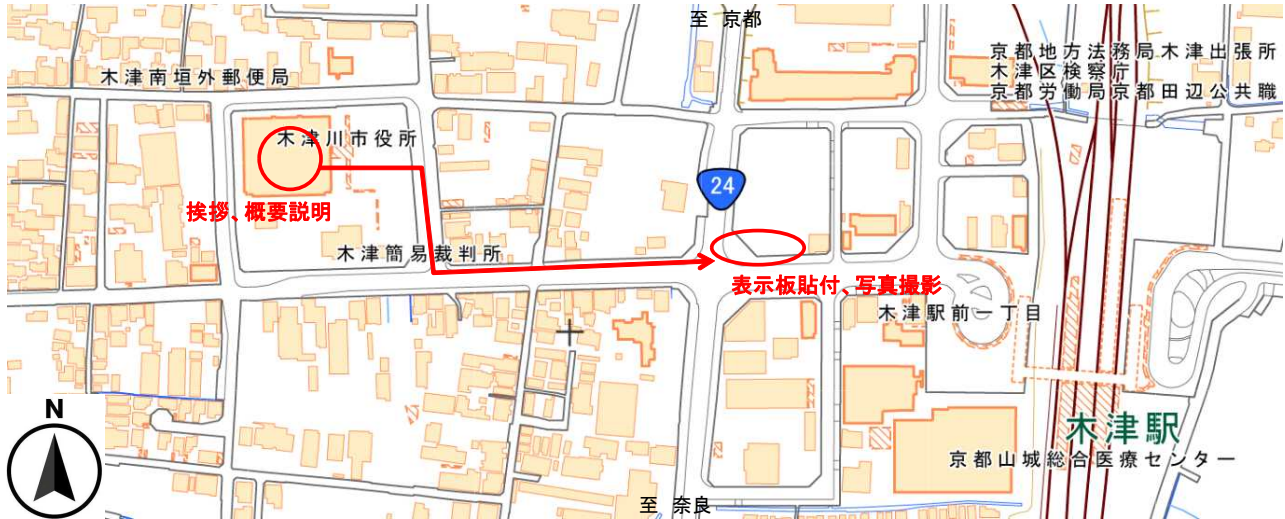 至 京都
京都地方法務局木津出張所
木津区検察庁
京都労働局京都田辺公共職
木津南垣外郵便局
木津川市役所
24
挨拶、概要説明
木津簡易裁判所
表示板貼付、写真撮影
木津駅前一丁目
N
木津駅
京都山城総合医療センター
至 奈良